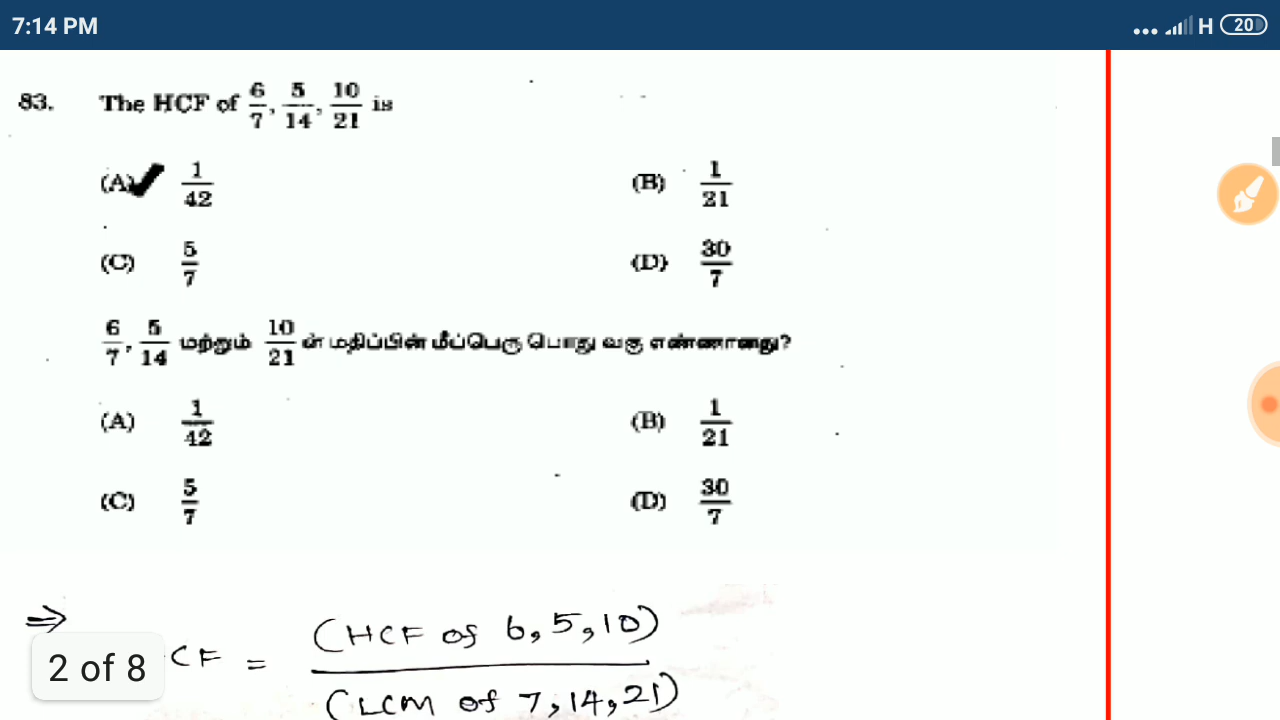 7:14 PM H 20
83. The HCF of 6/7, 5/14, 10/21 is
(A) 1/42 (B) 1/21
(C) 5/7 (D) 30/7
6/7, 5/14 மற்றும் 10/21 ன் மதிப்பின் மீப்பெரு பொது வகு எண்ணானது?
(A) 1/42 (B) 1/21
(C) 5/7 (D) 30/7
⇒ CF = (HCF of 6,5,10)
(LCM of 7,14,21)
2 of 8